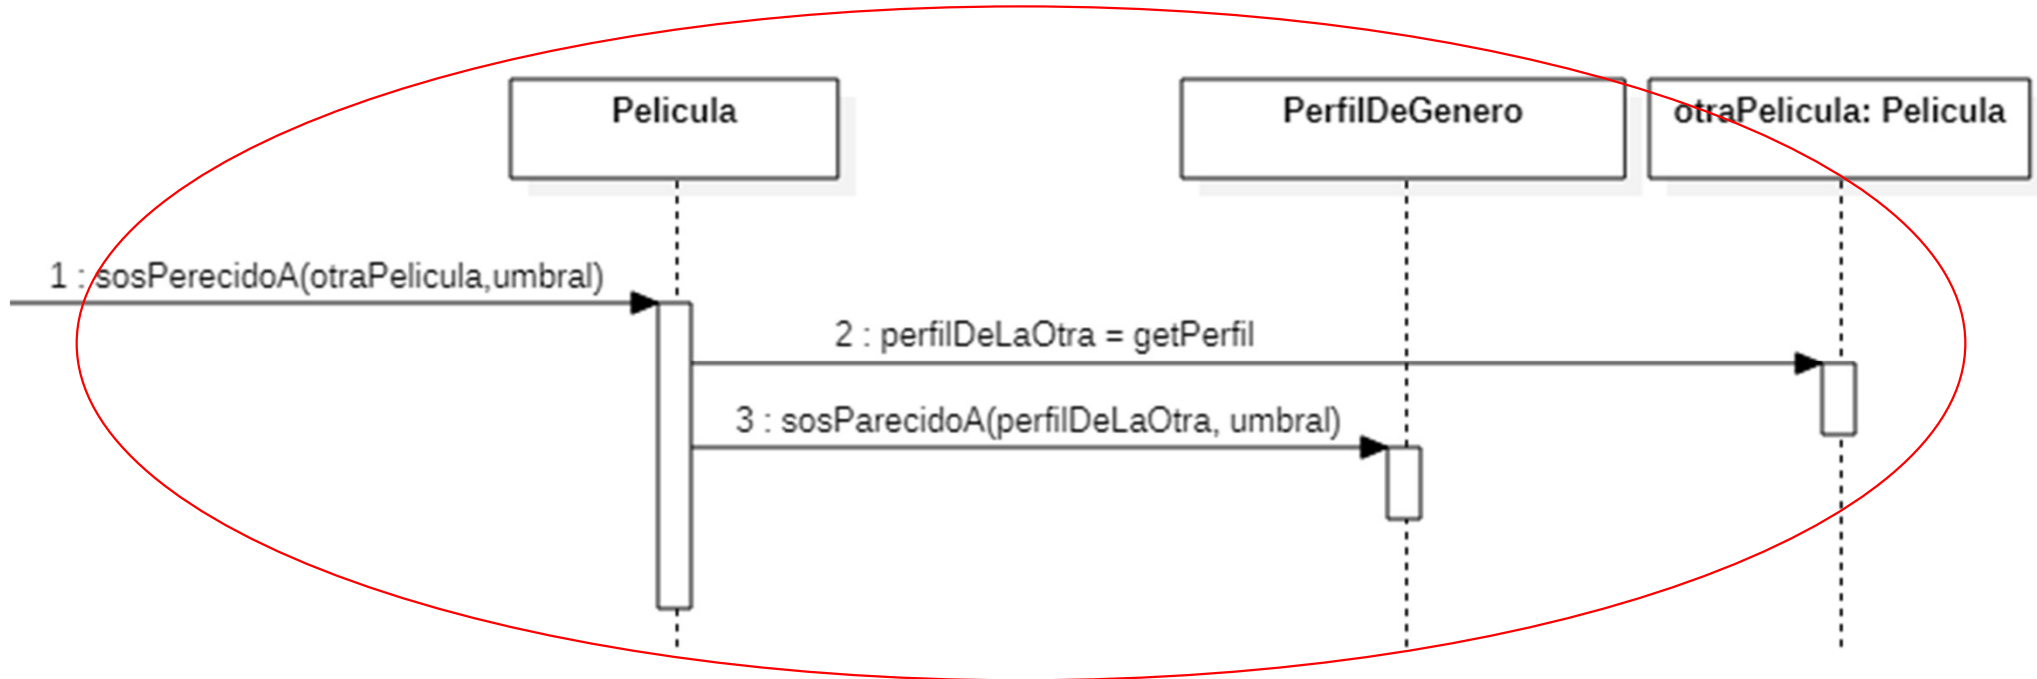 Pelicula
PerfilDeGenero
otraPelicula: Pelicula
1 : sosPerecidoA(otraPelicula,umbral)
2 : perfilDeLaOtra = getPerfil
3 : sosParecidoA(perfilDeLaOtra, umbral)